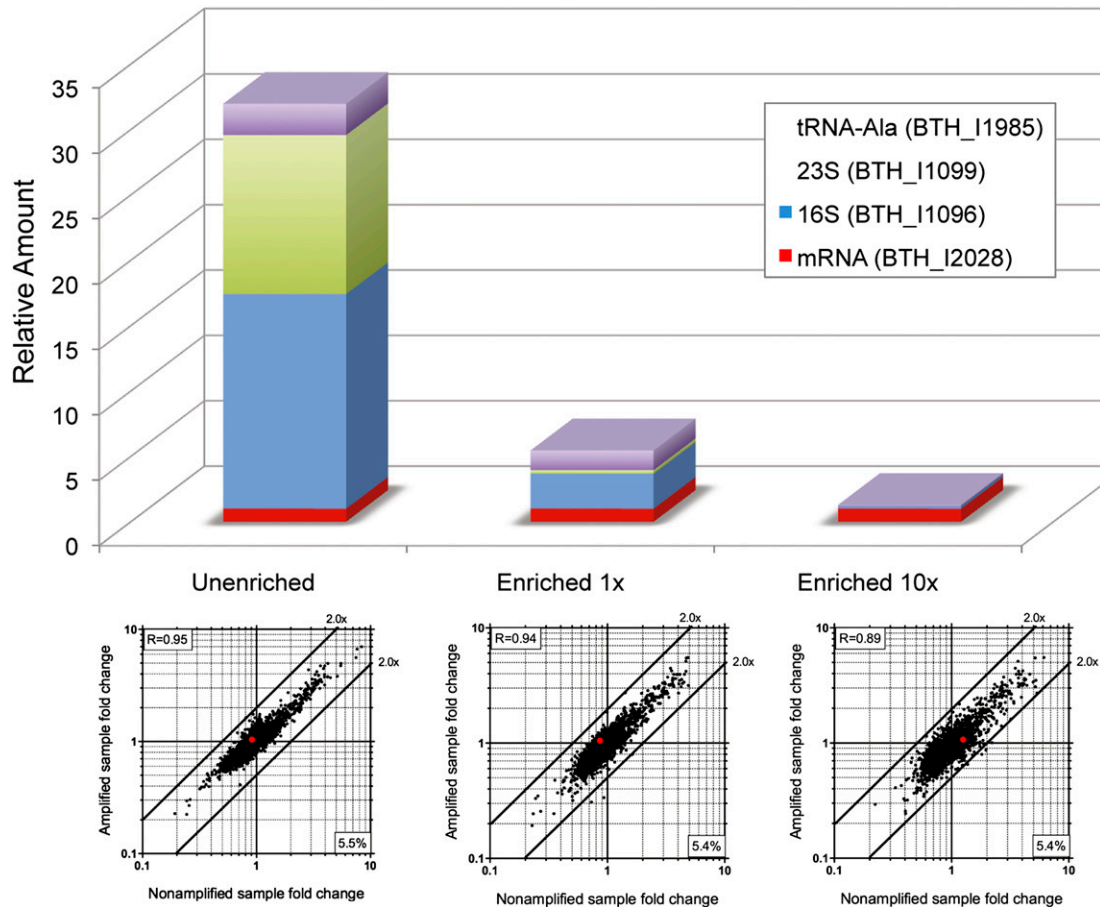 35
30
25
20
15
10
5
0
Relative Amount
tRNA-Ala (BTH_I1985)
23S (BTH_I1099)
16S (BTH_I1096)
mRNA (BTH_I2028)
Unenriched
Enriched 1x
Enriched 10x
10
1
0.1
Amplified sample fold change
R=0.95
2.0x
2.0x
5.5%
0.1
1
10
Nonamplified sample fold change
10
1
0.1
Amplified sample fold change
R=0.94
2.0x
2.0x
5.4%
0.1
1
10
Nonamplified sample fold change
10
1
0.1
Amplified sample fold change
R=0.89
2.0x
2.0x
5.4%
0.1
1
10
Nonamplified sample fold change